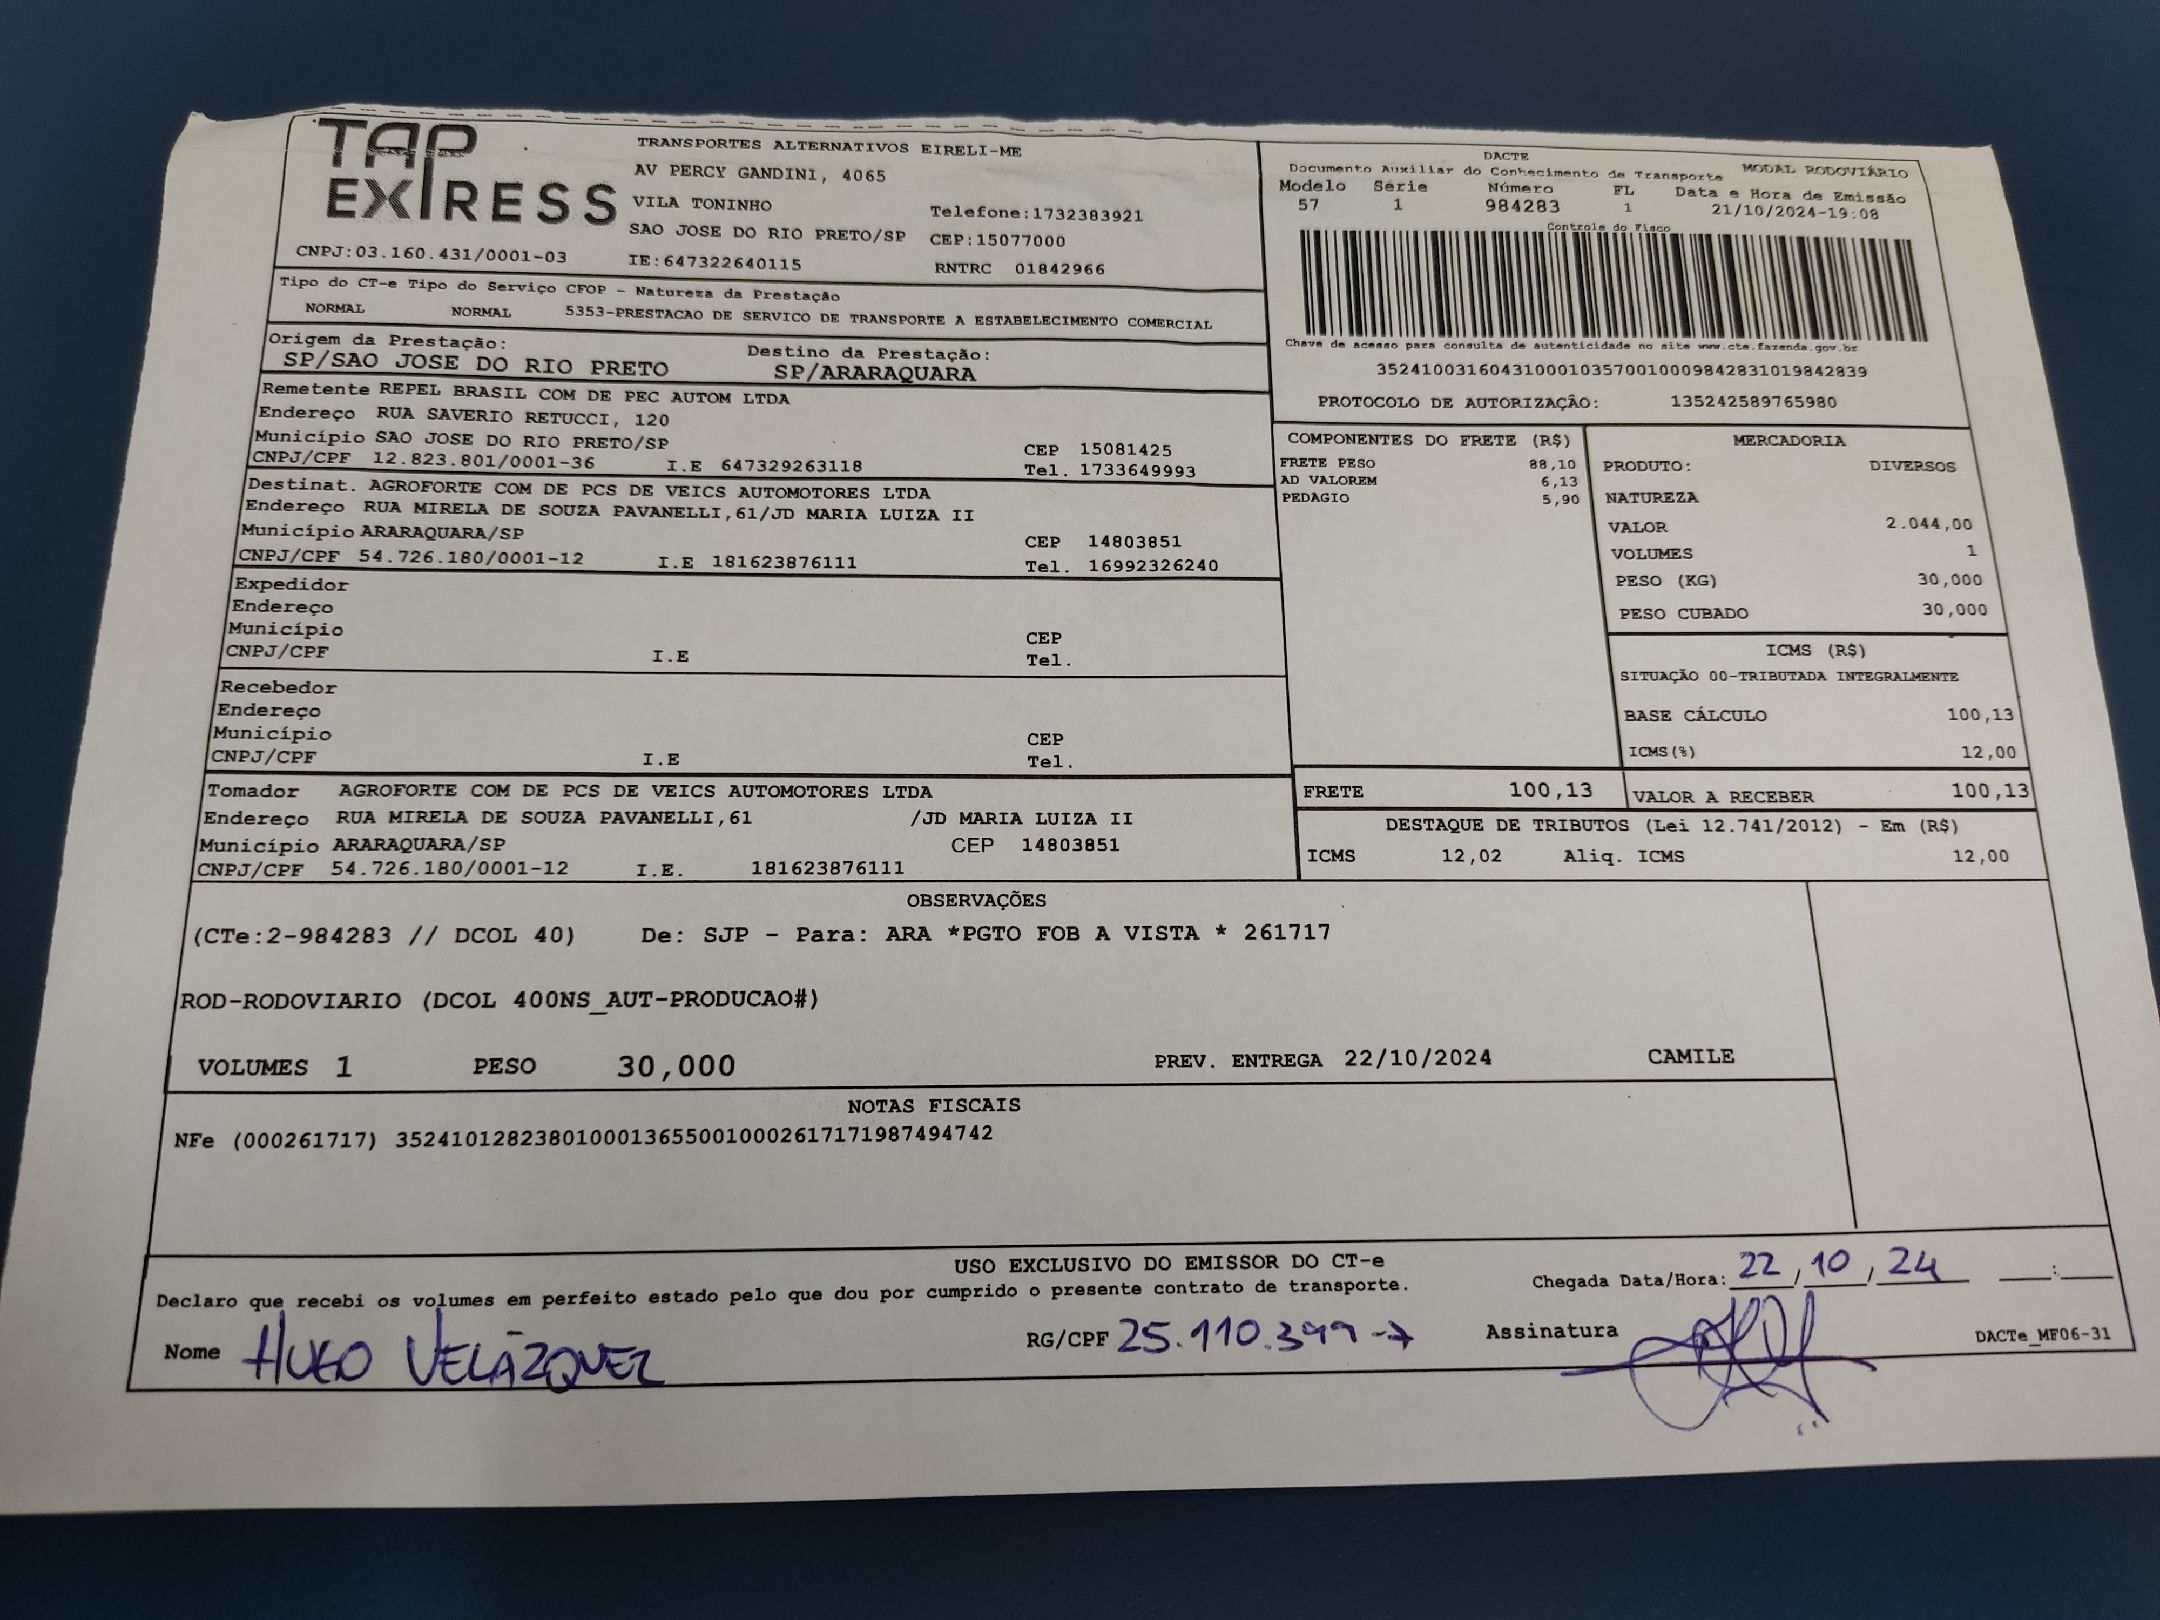 TAP EXPRESS
TRANSPORTES ALTERNATIVOS EIRELI-ME
AV PERCY GANDINI, 4065
VILA TONINHO Telefone:1732383921
SAO JOSE DO RIO PRETO/SP CEP:15077000
CNPJ:03.160.431/0001-03 IE:647322640115 RNTRC 01842966
DACTE
Documento Auxiliar do Conhecimento de Transporte MODAL RODOVIÁRIO
Modelo Série Número FL Data e Hora de Emissão
57 1 984283 1 21/10/2024-19:08
Controle do Fisco
Chave de acesso para consulta de autenticidade no site www.cte.fazenda.gov.br
35241003160431000103570010009842831019842839
PROTOCOLO DE AUTORIZAÇÃO: 135242589765980
Tipo do CT-e Tipo do Serviço CFOP - Natureza da Prestação
NORMAL NORMAL 5353-PRESTACAO DE SERVICO DE TRANSPORTE A ESTABELECIMENTO COMERCIAL
Origem da Prestação: Destino da Prestação:
SP/SAO JOSE DO RIO PRETO SP/ARARAQUARA
Remetente REPEL BRASIL COM DE PEC AUTOM LTDA
Endereço RUA SAVERIO RETUCCI, 120
Município SAO JOSE DO RIO PRETO/SP CEP 15081425
CNPJ/CPF 12.823.801/0001-36 I.E 647329263118 Tel. 1733649993
Destinat. AGROFORTE COM DE PCS DE VEICS AUTOMOTORES LTDA
Endereço RUA MIRELA DE SOUZA PAVANELLI,61/JD MARIA LUIZA II
Município ARARAQUARA/SP CEP 14803851
CNPJ/CPF 54.726.180/0001-12 I.E 181623876111 Tel. 16992326240
Expedidor
Endereço
Município CEP
CNPJ/CPF I.E Tel.
Recebedor
Endereço
Município CEP
CNPJ/CPF I.E Tel.
Tomador AGROFORTE COM DE PCS DE VEICS AUTOMOTORES LTDA
Endereço RUA MIRELA DE SOUZA PAVANELLI,61 /JD MARIA LUIZA II
Município ARARAQUARA/SP CEP 14803851
CNPJ/CPF 54.726.180/0001-12 I.E. 181623876111
COMPONENTES DO FRETE (R$)
FRETE PESO 88,10
AD VALOREM 6,13
PEDAGIO 5,90
MERCADORIA
PRODUTO: DIVERSOS
NATUREZA
VALOR 2.044,00
VOLUMES 1
PESO (KG) 30,000
PESO CUBADO 30,000
ICMS (R$)
SITUAÇÃO 00-TRIBUTADA INTEGRALMENTE
BASE CÁLCULO 100,13
ICMS(%) 12,00
FRETE 100,13 VALOR A RECEBER 100,13
DESTAQUE DE TRIBUTOS (Lei 12.741/2012) - Em (R$)
ICMS 12,02 Aliq. ICMS 12,00
OBSERVAÇÕES
(CTe:2-984283 // DCOL 40) De: SJP - Para: ARA *PGTO FOB A VISTA * 261717
ROD-RODOVIARIO (DCOL 400NS_AUT-PRODUCAO#)
VOLUMES 1 PESO 30,000 PREV. ENTREGA 22/10/2024 CAMILE
NOTAS FISCAIS
NFe (000261717) 35241012823801000136550010002617171987494742
USO EXCLUSIVO DO EMISSOR DO CT-e
Declaro que recebi os volumes em perfeito estado pelo que dou por cumprido o presente contrato de transporte. Chegada Data/Hora: 22/10/24 __:__
Nome HUGO VELÁZQUEZ RG/CPF 25.110.399-7 Assinatura
DACTe_MF06-31